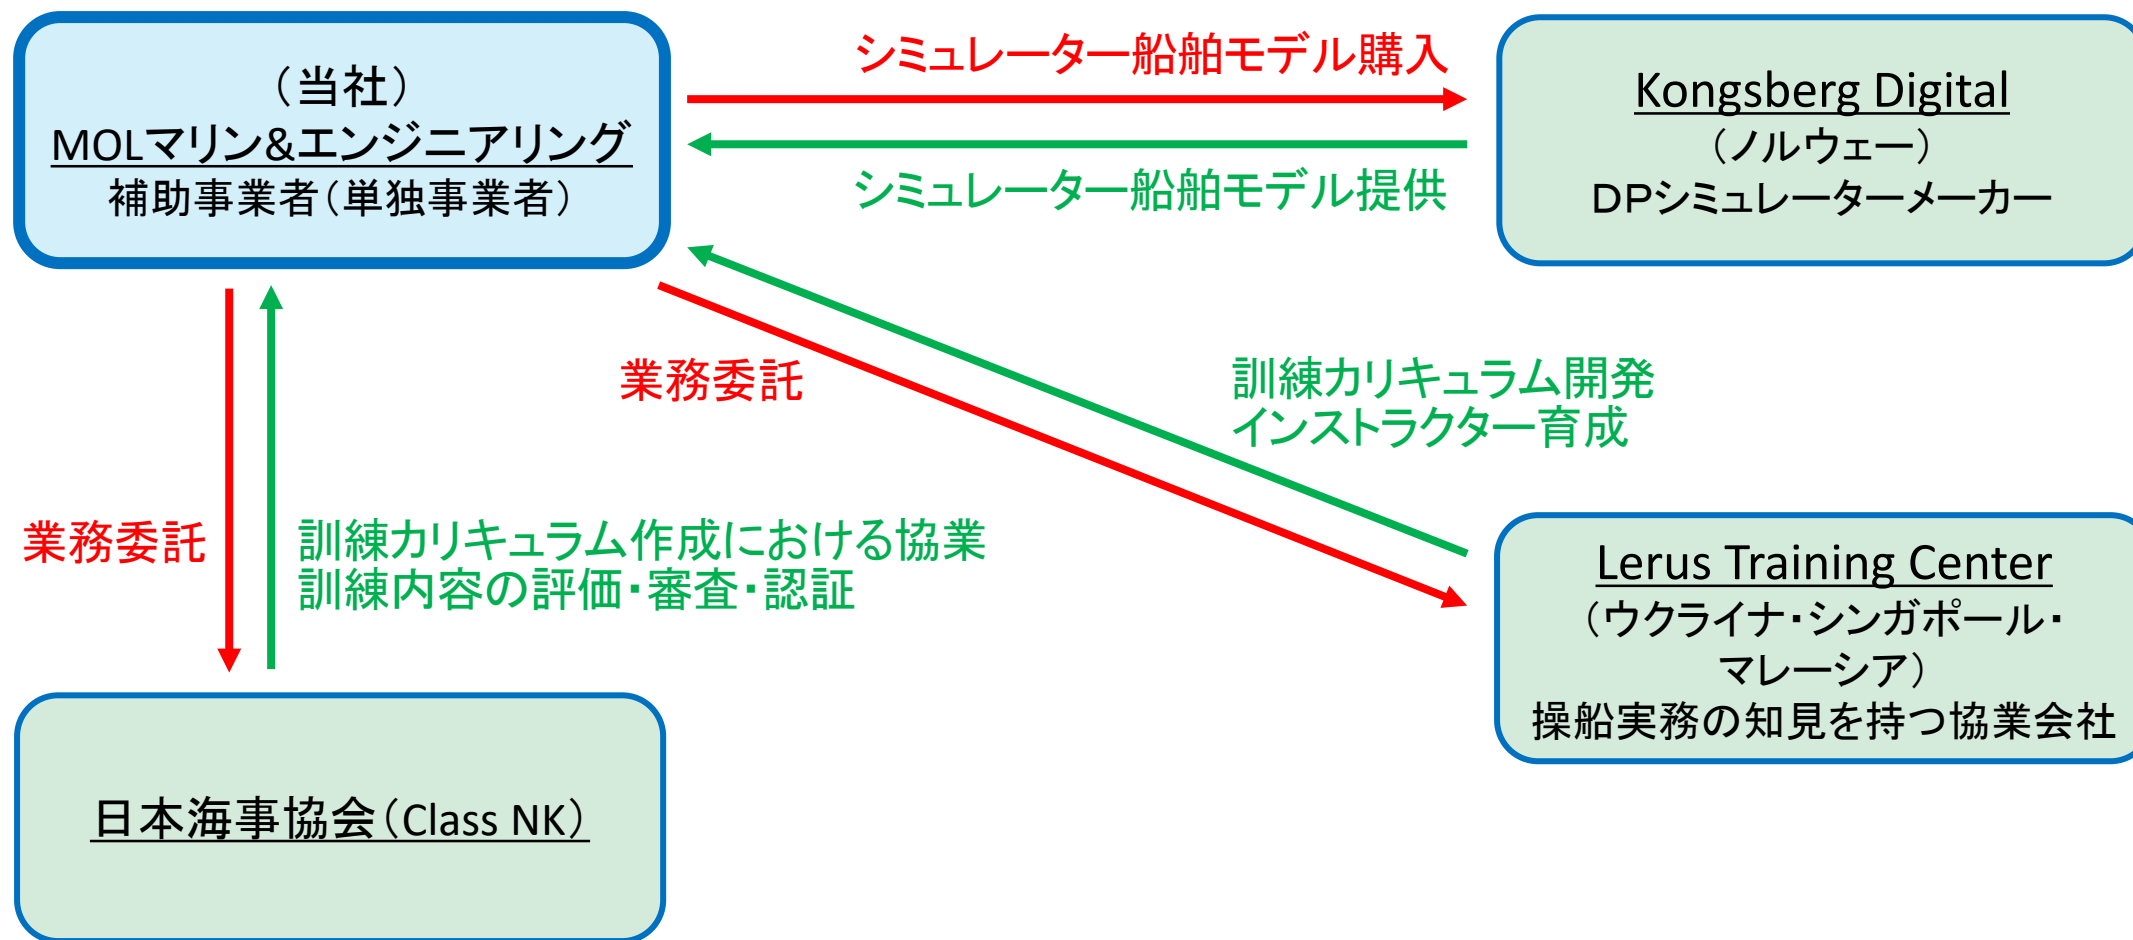 （当社）
MOLマリン&エンジニアリング
補助事業者（単独事業者）
シミュレーター船舶モデル購入
シミュレーター船舶モデル提供
Kongsberg Digital
（ノルウェー）
DPシミュレーターメーカー
業務委託
訓練カリキュラム開発
インストラクター育成
業務委託
訓練カリキュラム作成における協業
訓練内容の評価・審査・認証
Lerus Training Center
（ウクライナ・シンガポール・
マレーシア）
操船実務の知見を持つ協業会社
日本海事協会（Class NK）